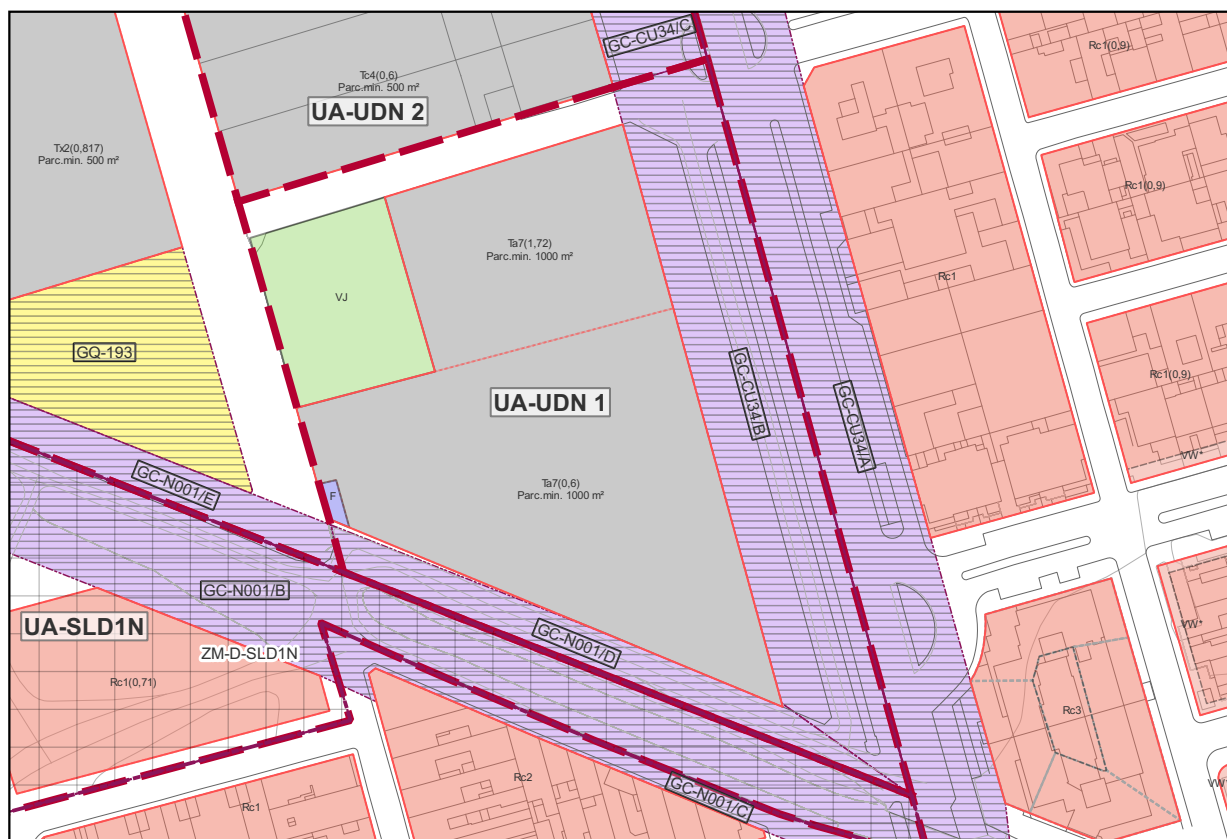 GC-CU34/C
Rc1(0,9)
Tc4(0,6)
Parc.min. 500 m²
UA-UDN 2
Tx2(0,817)
Parc.min. 500 m²
Rc1(0,9)
Ta7(1,72)
Parc.min. 1000 m²
Rc1
VJ
GQ-193
Rc1(0,9)
UA-UDN 1
GC-CU34/B
GC-CU34/A
VW*
GC-N001/E
Ta7(0,6)
Parc.min. 1000 m²
F
GC-N001/B
UA-SLD1N
GC-N001/D
VW*
ZM-D-SLD1N
Rc1(0,71)
Rc3
Rc2
GC-N001/C
VW
Rc1